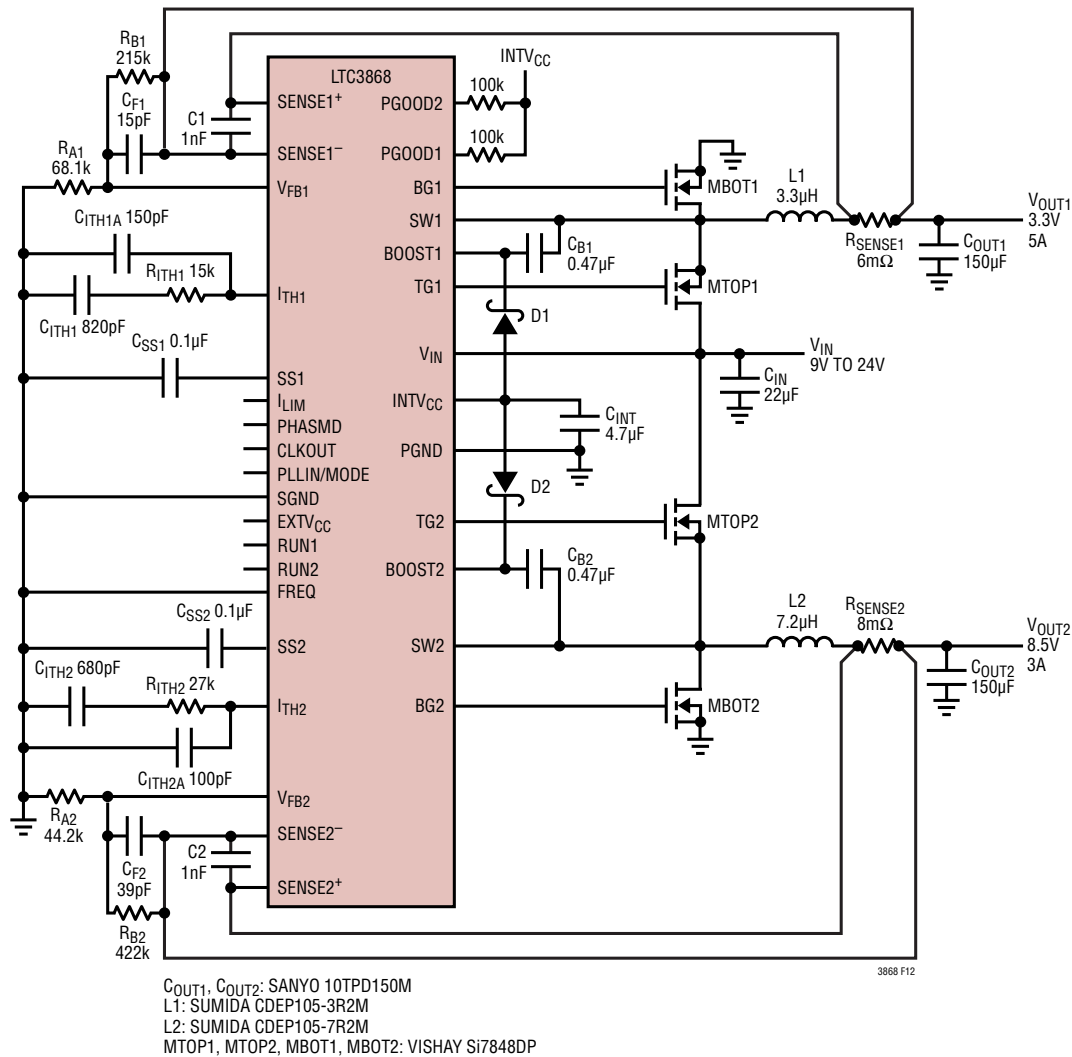 RB1
215k
CF1
15pF
RA1
68.1k
C1
1nF
CITH1A 150pF
RITH1 15k
CITH1 820pF
CSS1 0.1µF
CSS2 0.1µF
CITH2 680pF
RITH2 27k
CITH2A 100pF
RA2
44.2k
CF2
39pF
RB2
422k
C2
1nF
LTC3868
SENSE1+
SENSE1–
VFB1
ITH1
SS1
ILIM
PHASMD
CLKOUT
PLLIN/MODE
SGND
EXTVCC
RUN1
RUN2
FREQ
SS2
ITH2
VFB2
SENSE2–
SENSE2+
PGOOD2
PGOOD1
BG1
SW1
BOOST1
TG1
VIN
INTVCC
PGND
TG2
BOOST2
SW2
BG2
INTVCC
100k
100k
MBOT1
L1
3.3µH
CB1
0.47µF
MTOP1
D1
RSENSE1
6mΩ
COUT1
150µF
VOUT1
3.3V
5A
VIN
9V TO 24V
CIN
22µF
CINT
4.7µF
D2
MTOP2
CB2
0.47µF
L2
7.2µH
RSENSE2
8mΩ
VOUT2
8.5V
3A
COUT2
150µF
MBOT2
3868 F12
COUT1, COUT2: SANYO 10TPD150M
L1: SUMIDA CDEP105-3R2M
L2: SUMIDA CDEP105-7R2M
MTOP1, MTOP2, MBOT1, MBOT2: VISHAY Si7848DP